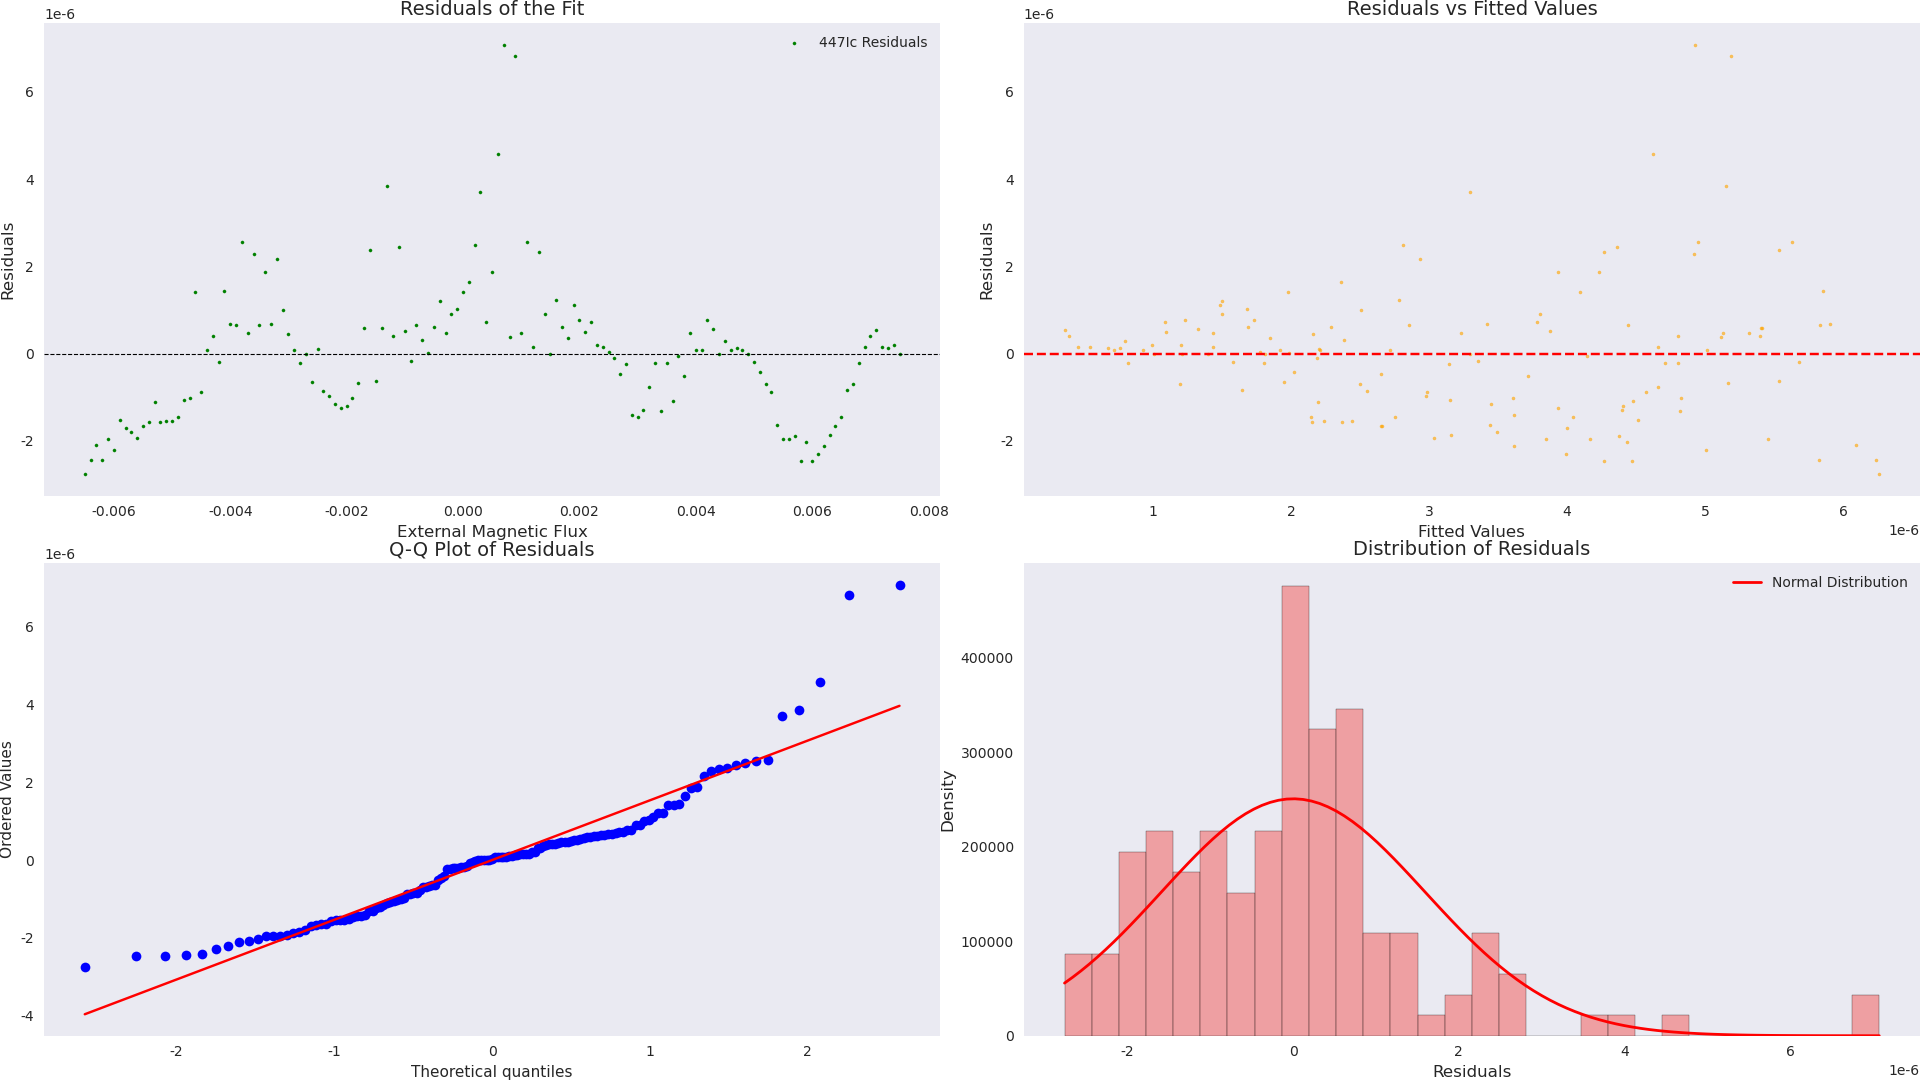 Residuals of the Fit
1e-6
447Ic Residuals
Residuals
6
4
2
0
-2
-0.006 -0.004 -0.002 0.000 0.002 0.004 0.006 0.008
External Magnetic Flux
Residuals vs Fitted Values
1e-6
Residuals
6
4
2
0
-2
1 2 3 4 5 6
1e-6
Fitted Values
Q-Q Plot of Residuals
1e-6
Ordered Values
6
4
2
0
-2
-4
-2 -1 0 1 2
Theoretical quantiles
Distribution of Residuals
Normal Distribution
Density
400000
300000
200000
100000
0
-2 0 2 4 6
1e-6
Residuals